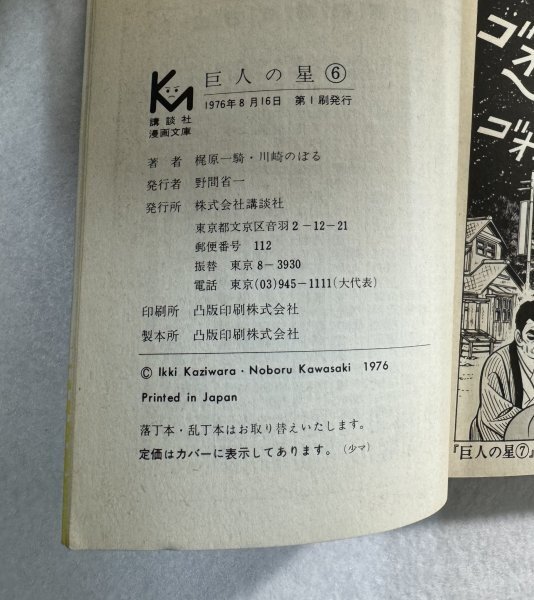 KM
講談社
漫画文庫
巨人の星⑥
1976年8月16日 第1刷発行
著者 梶原一騎・川崎のぼる
発行者 野間省一
発行所 株式会社講談社
東京都文京区音羽2-12-21
郵便番号 112
振替 東京8-3930
電話 東京(03)945-1111(大代表)
印刷所 凸版印刷株式会社
製本所 凸版印刷株式会社
© Ikki Kaziwara・Noboru Kawasaki 1976
Printed in Japan
落丁本・乱丁本はお取り替えいたします。
定価はカバーに表示してあります。(少マ)
ゴオ〜
ゴオ
『巨人の星⑦』